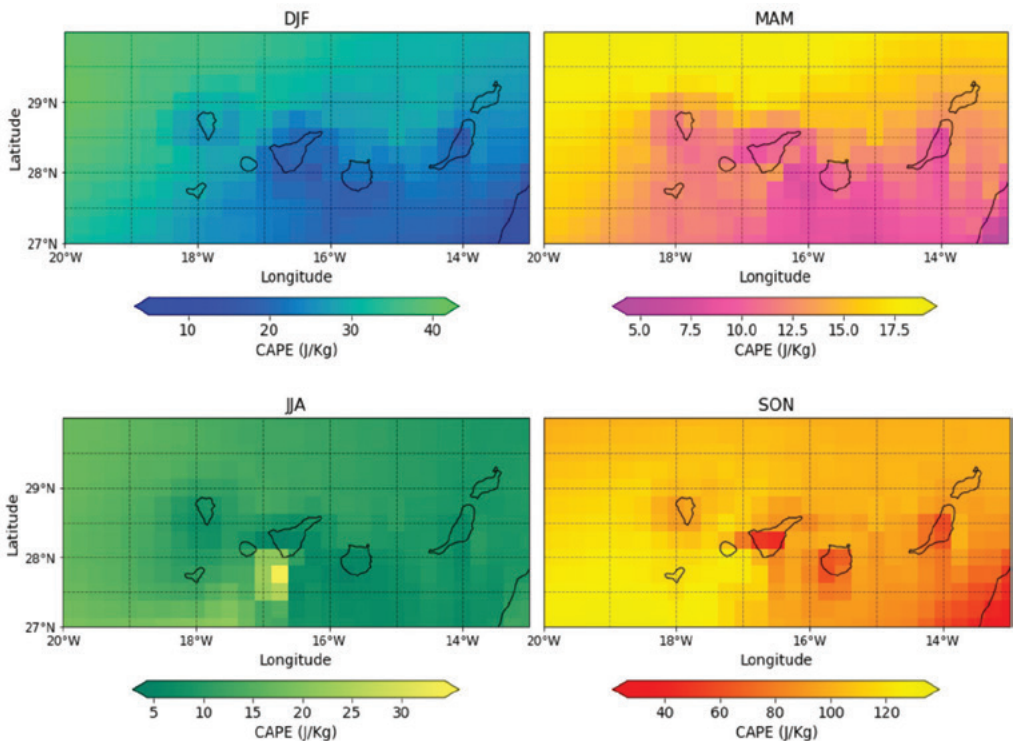 DJF
MAM
Latitude
29°N
28°N
27°N
20°W 18°W 16°W 14°W
20°W 18°W 16°W 14°W
Longitude
Longitude
10 20 30 40
5.0 7.5 10.0 12.5 15.0 17.5
CAPE (J/Kg)
CAPE (J/Kg)
JJA
SON
Latitude
29°N
28°N
27°N
20°W 18°W 16°W 14°W
20°W 18°W 16°W 14°W
Longitude
Longitude
5 10 15 20 25 30
40 60 80 100 120
CAPE (J/Kg)
CAPE (J/Kg)